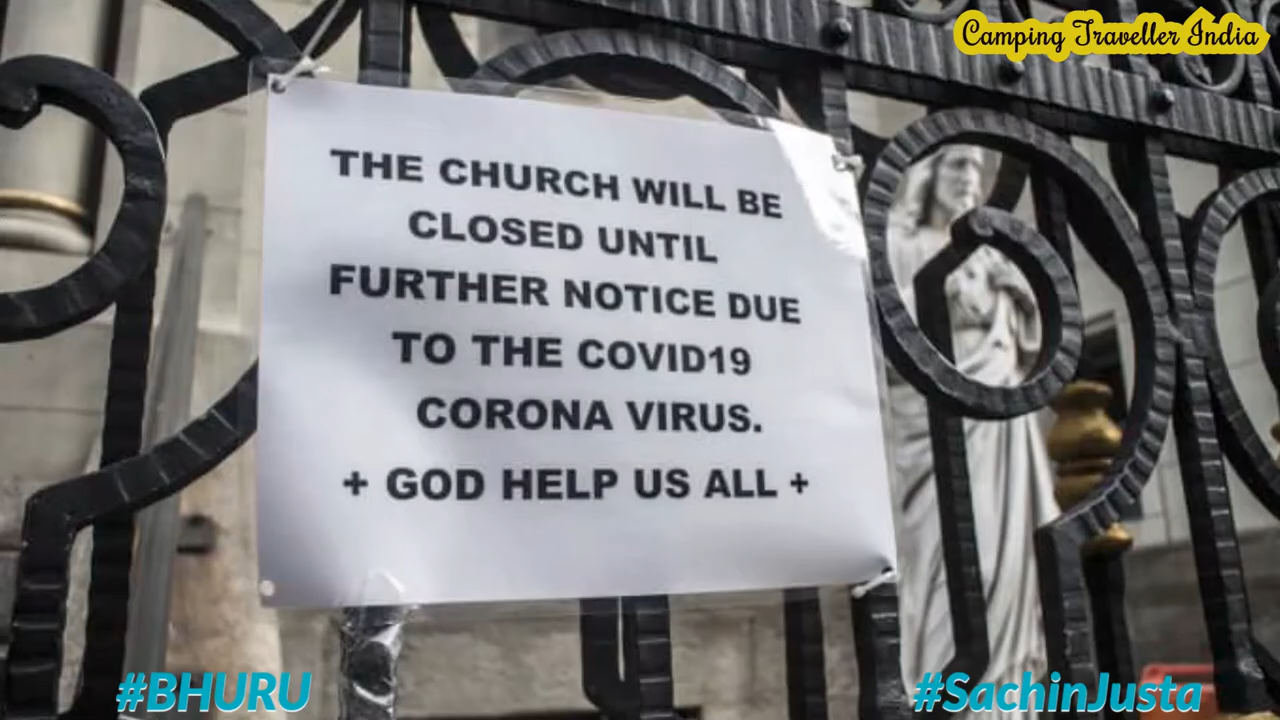 Camping Traveller India
THE CHURCH WILL BE
CLOSED UNTIL
FURTHER NOTICE DUE
TO THE COVID19
CORONA VIRUS.
+ GOD HELP US ALL +
#BHURU
#SachinJusta